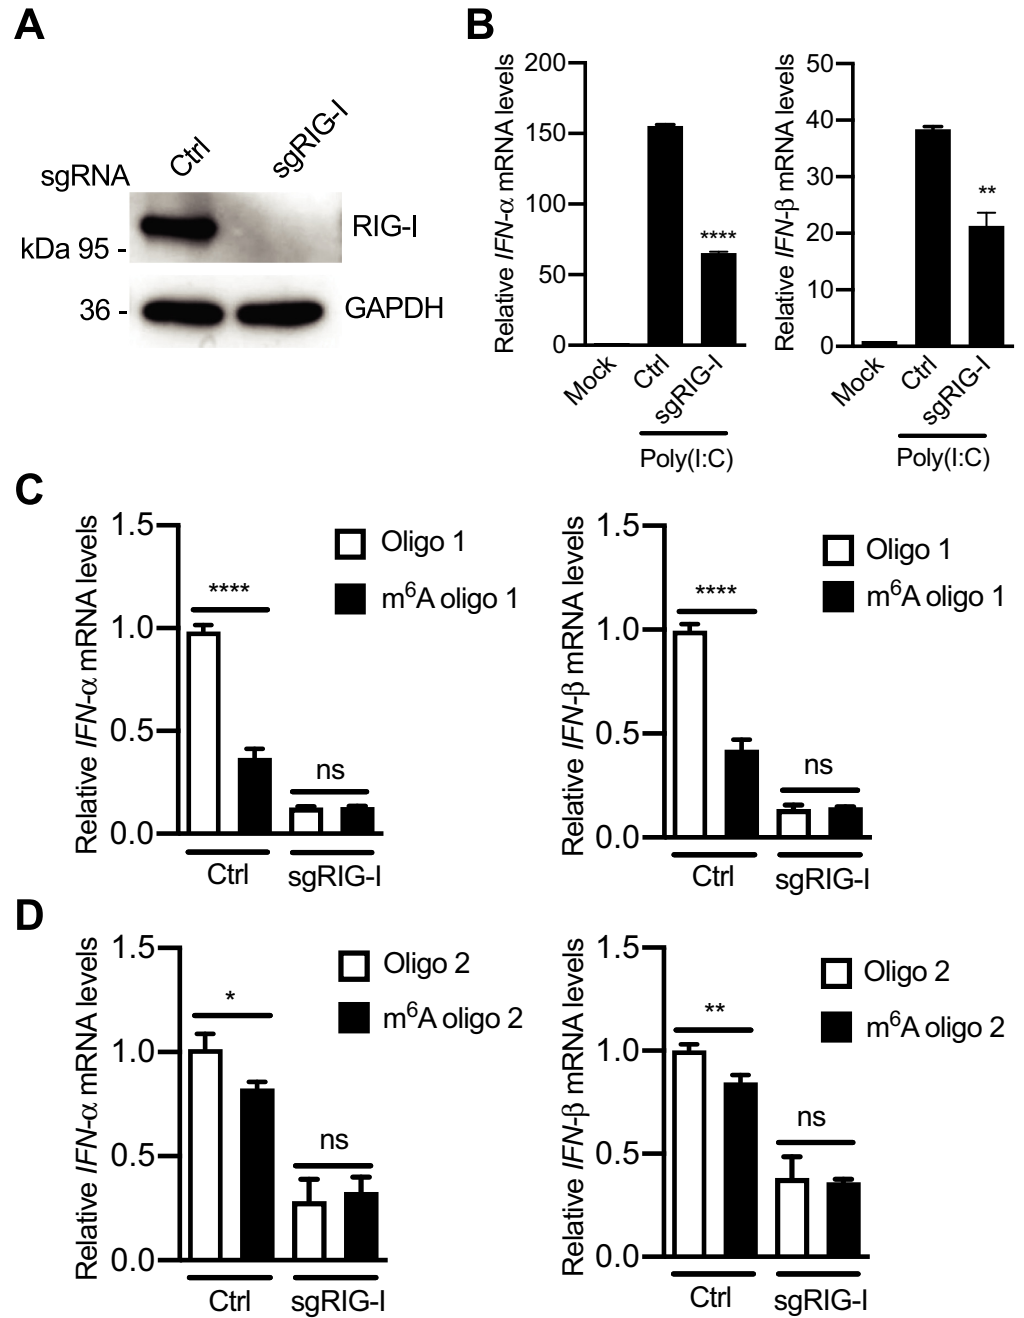 A
sgRNA
Ctrl
sgRIG-I
RIG-I
kDa 95 -
36 -
GAPDH
B
Relative IFN-α mRNA levels
200
150
100
50
0
****
Mock
Ctrl
sgRIG-I
Poly(I:C)
Relative IFN-β mRNA levels
50
40
30
20
10
0
**
Mock
Ctrl
sgRIG-I
Poly(I:C)
C
Relative IFN-α mRNA levels
1.5
1.0
0.5
0.0
****
ns
Oligo 1
m⁶A oligo 1
Ctrl
sgRIG-I
Relative IFN-β mRNA levels
1.5
1.0
0.5
0.0
****
ns
Oligo 1
m⁶A oligo 1
Ctrl
sgRIG-I
D
Relative IFN-α mRNA levels
1.5
1.0
0.5
0.0
*
ns
Oligo 2
m⁶A oligo 2
Ctrl
sgRIG-I
Relative IFN-β mRNA levels
1.5
1.0
0.5
0.0
**
ns
Oligo 2
m⁶A oligo 2
Ctrl
sgRIG-I